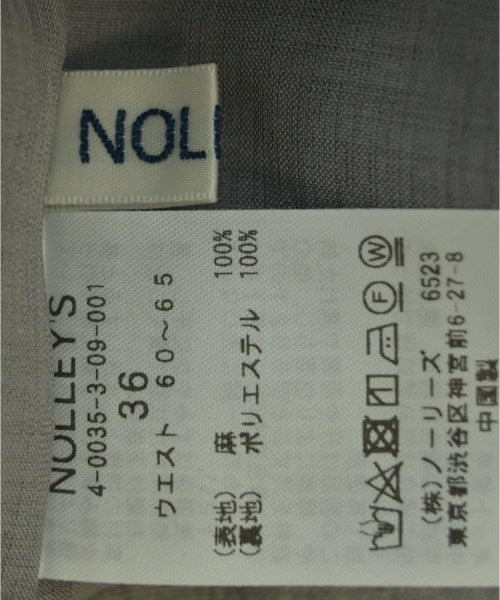 NOLL
NOLLEY'S
4-0035-3-09-001
36
ウエスト 60～65
(表地) 麻 100%
(裏地) ポリエステル 100%
F W
(株)ノーリーズ 6523
東京都渋谷区神宮前6-27-8
中国製